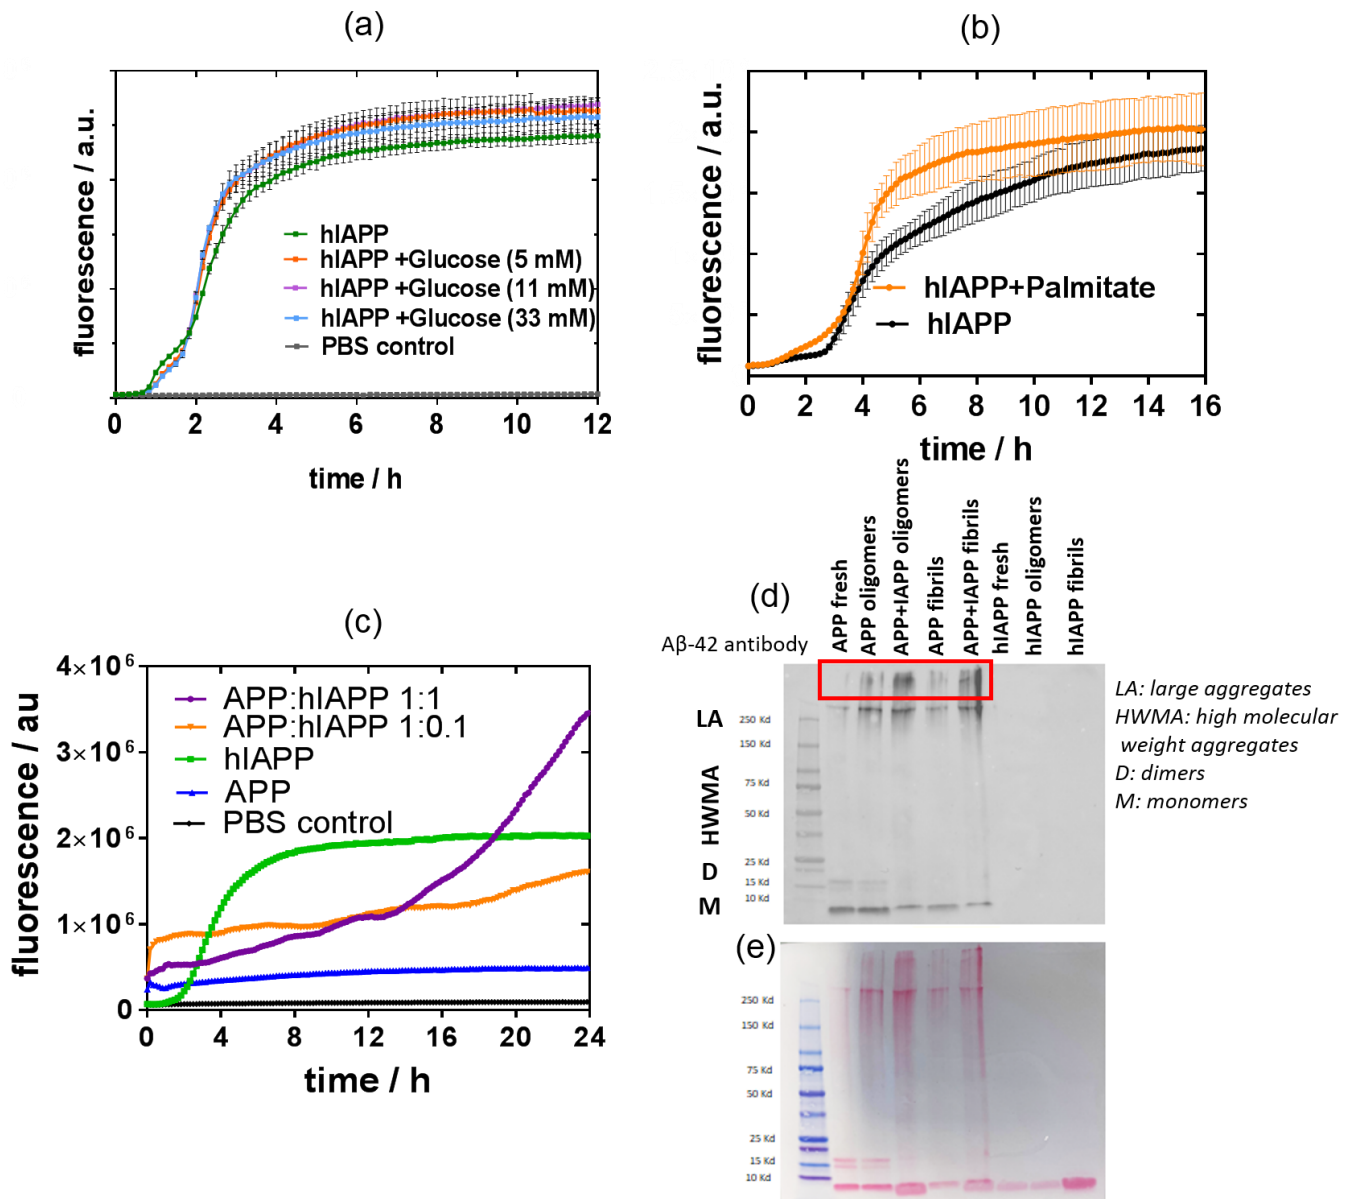 (a)
fluorescence / a.u.
hIAPP
hIAPP +Glucose (5 mM)
hIAPP +Glucose (11 mM)
hIAPP +Glucose (33 mM)
PBS control
0 2 4 6 8 10 12
time / h
(b)
fluorescence / a.u.
hIAPP+Palmitate
hIAPP
0 2 4 6 8 10 12 14 16
time / h
(c)
fluorescence / au
4×10⁶
3×10⁶
2×10⁶
1×10⁶
0
APP:hIAPP 1:1
APP:hIAPP 1:0.1
hIAPP
APP
PBS control
0 4 8 12 16 20 24
time / h
(d)
Aβ-42 antibody
APP fresh
APP oligomers
APP+IAPP oligomers
APP fibrils
APP+IAPP fibrils
hIAPP fresh
hIAPP oligomers
hIAPP fibrils
LA
HWMA
D
M
250 Kd
150 Kd
75 Kd
50 Kd
25 Kd
15 Kd
10 Kd
LA: large aggregates
HWMA: high molecular
weight aggregates
D: dimers
M: monomers
(e)
250 Kd
150 Kd
75 Kd
50 Kd
25 Kd
15 Kd
10 Kd